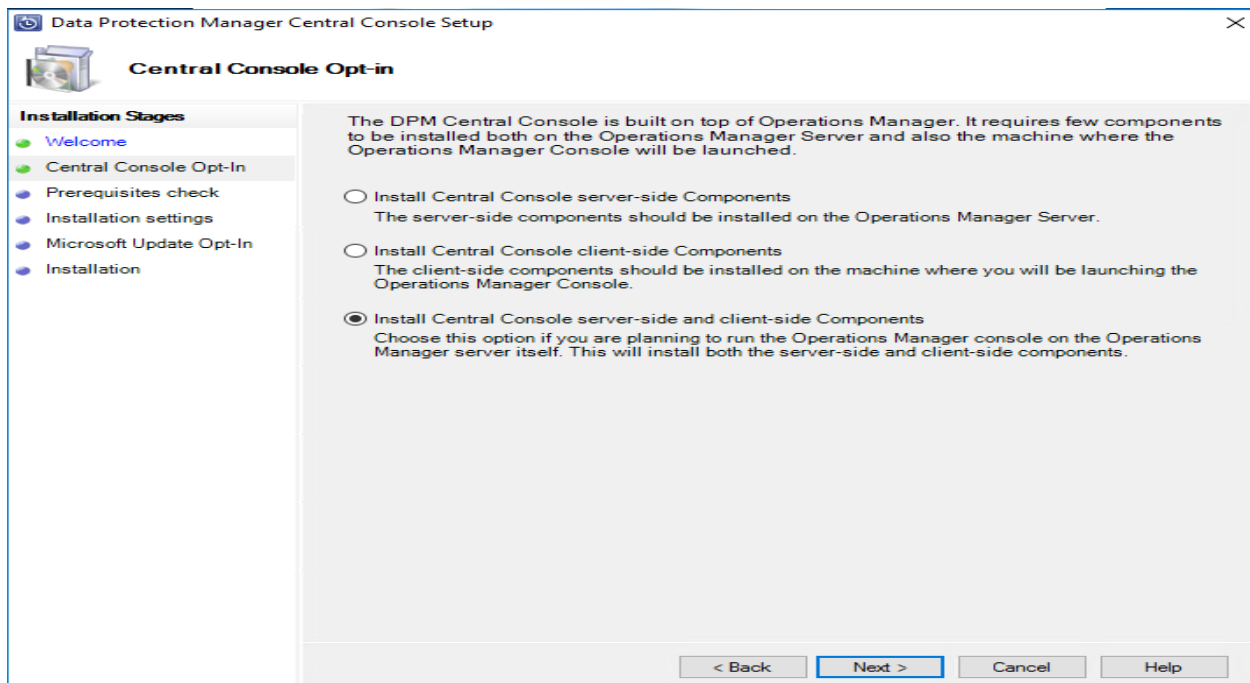 Data Protection Manager Central Console Setup
Central Console Opt-in
Installation Stages
Welcome
Central Console Opt-In
Prerequisites check
Installation settings
Microsoft Update Opt-In
Installation
The DPM Central Console is built on top of Operations Manager. It requires few components
to be installed both on the Operations Manager Server and also the machine where the
Operations Manager Console will be launched.
Install Central Console server-side Components
The server-side components should be installed on the Operations Manager Server.
Install Central Console client-side Components
The client-side components should be installed on the machine where you will be launching the
Operations Manager Console.
Install Central Console server-side and client-side Components
Choose this option if you are planning to run the Operations Manager console on the Operations
Manager server itself. This will install both the server-side and client-side components.
< Back Next > Cancel Help